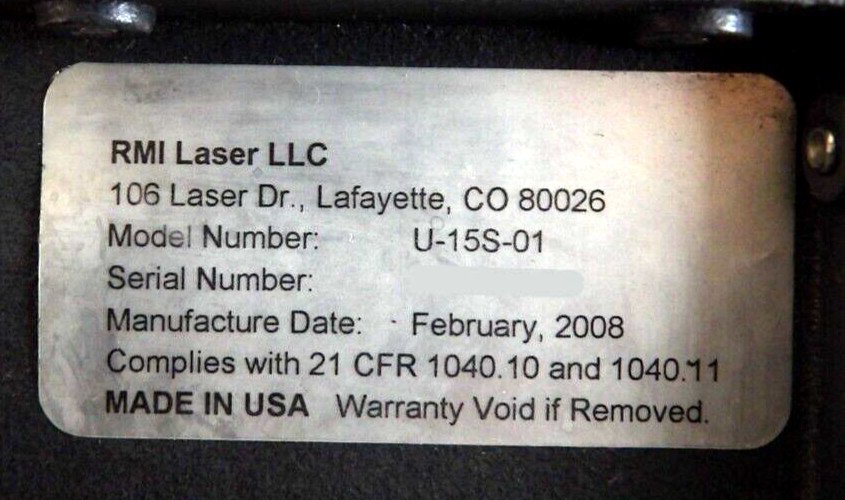 RMI Laser LLC
106 Laser Dr., Lafayette, CO 80026
Model Number: U-15S-01
Serial Number:
Manufacture Date: February, 2008
Complies with 21 CFR 1040.10 and 1040.11
MADE IN USA Warranty Void if Removed.